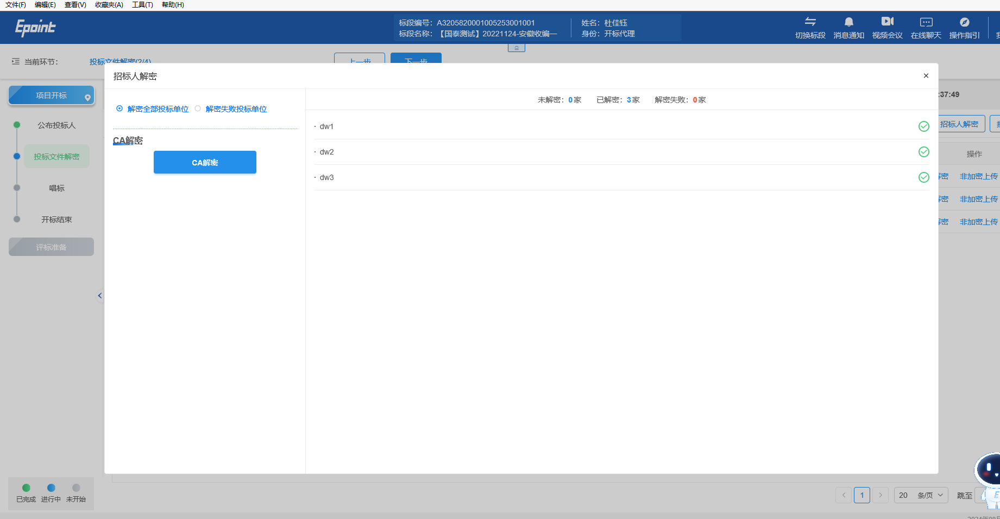 文件(F) 编辑(E) 查看(V) 收藏夹(A) 工具(T) 帮助(H)
Epoint
标段编号：A3205820001005253001001
标段名称：【国泰测试】20221124-安徽收编一
姓名：杜佳钰
身份：开标代理
切换标段 消息通知 视频会议 在线聊天 操作指引
当前环节：
投标文件解密(2/4)
上一步 下一步
招标人解密
项目开标
:37:49
解密全部投标单位 解密失败投标单位
未解密：0家 已解密：3家 解密失败：0家
公布投标人
招标人解密
· dw1
CA解密
· dw2
操作
投标文件解密
CA解密
· dw3
解密 非加密上传
唱标
解密 非加密上传
开标结束
解密 非加密上传
评标准备
已完成 进行中 未开始
1
20 条/页
跳至
E